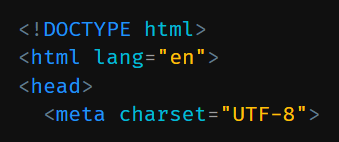 <!DOCTYPE html>
<html lang="en">
<head>
  <meta charset="UTF-8">